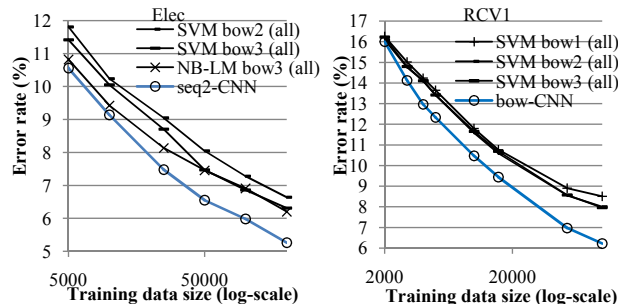 Elec
12
11
10
9
8
7
6
5
Error rate (%)
SVM bow2 (all)
SVM bow3 (all)
NB-LM bow3 (all)
seq2-CNN
5000
50000
Training data size (log-scale)
RCV1
17
16
15
14
13
12
11
10
9
8
7
6
Error rate (%)
SVM bow1 (all)
SVM bow2 (all)
SVM bow3 (all)
bow-CNN
2000
20000
Training data size (log-scale)